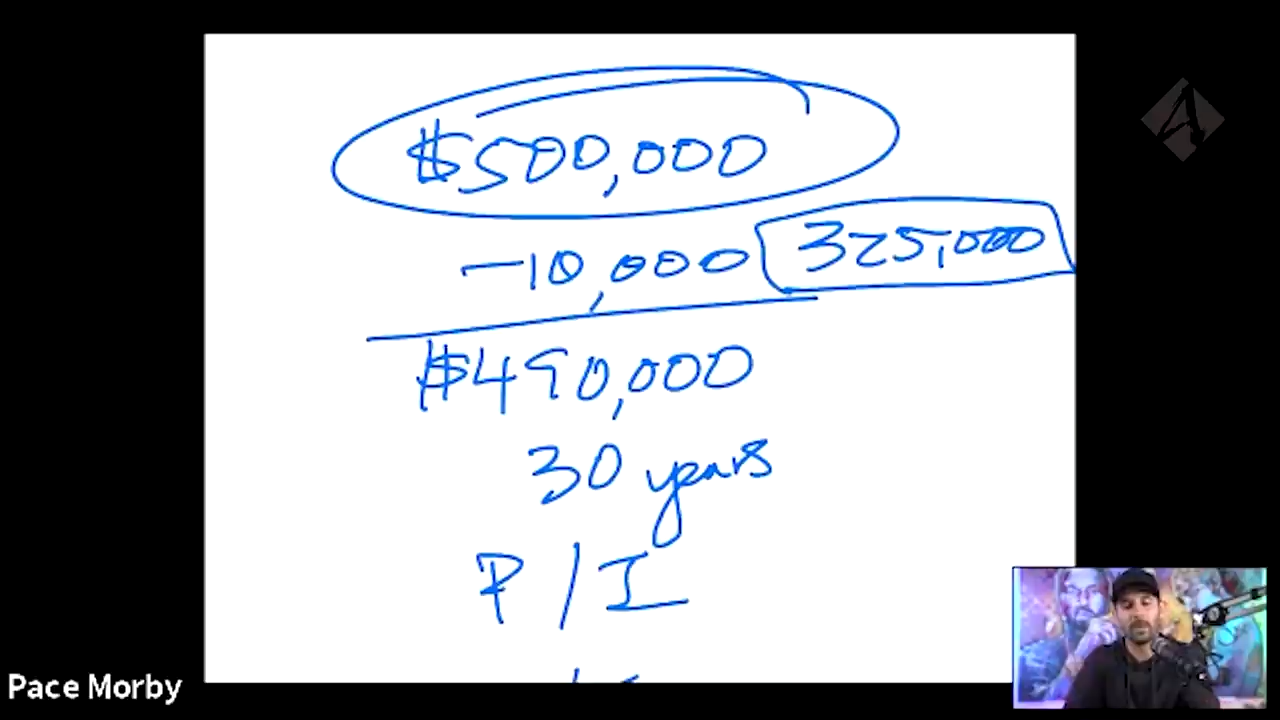 $500,000
-10,000 325,000
$490,000
30 years
P/I
Pace Morby